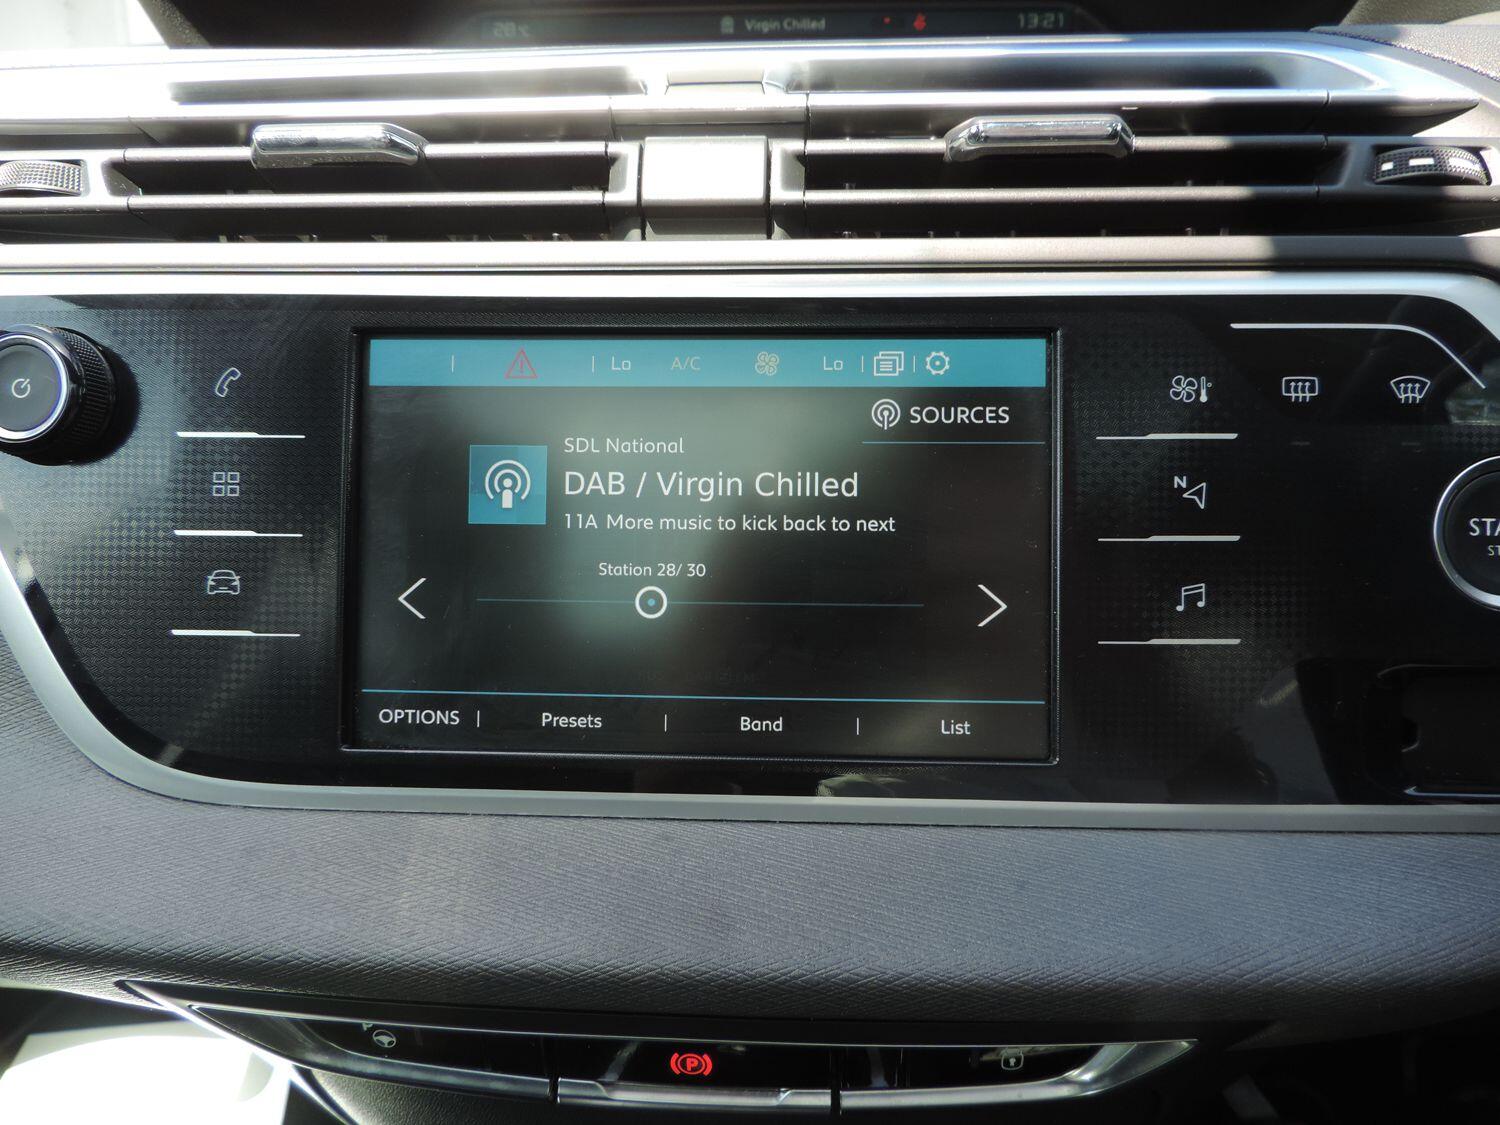 28°C Virgin Chilled 13:21
Lo A/C Lo
SOURCES
SDL National
DAB / Virgin Chilled
11A More music to kick back to next
Station 28/ 30
OPTIONS | Presets | Band | List
N
P